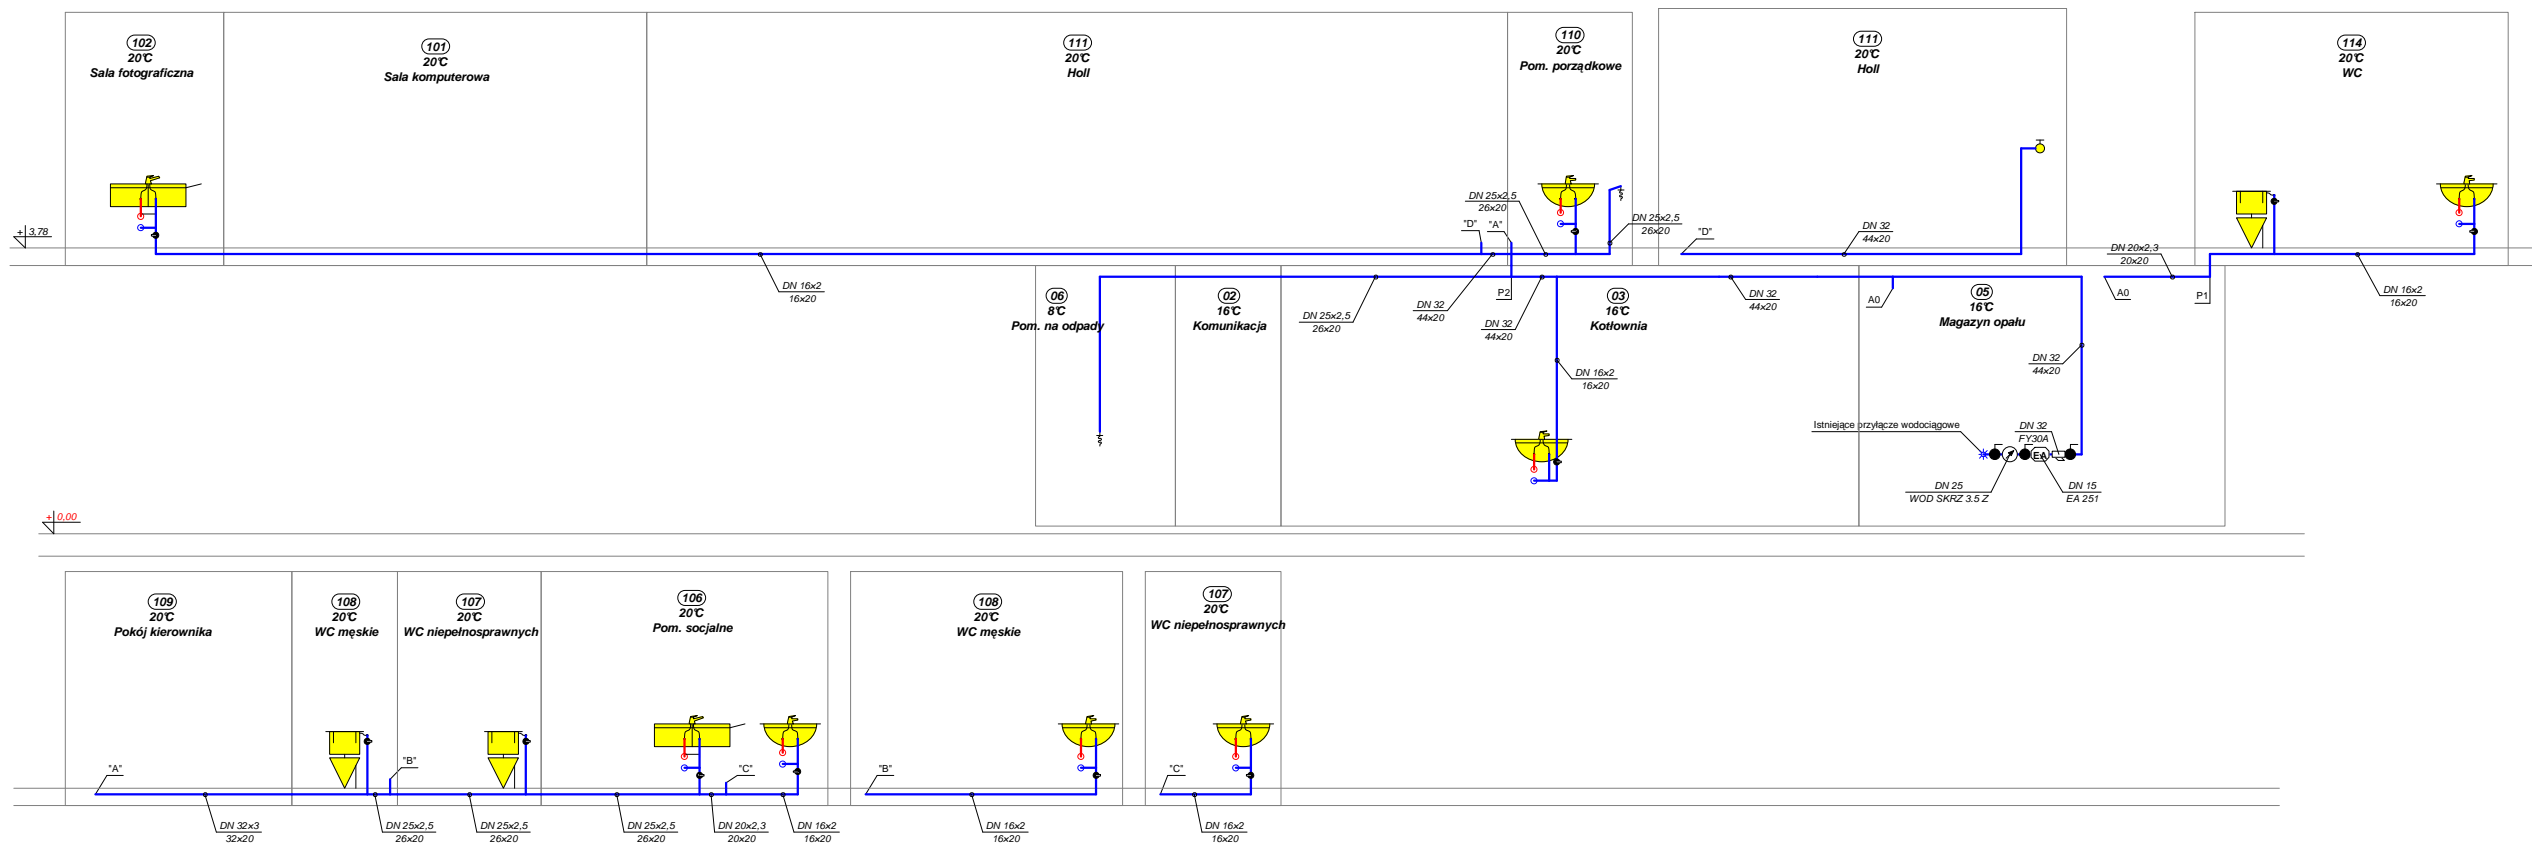 102
20°C
Sala fotograficzna
101
20°C
Sala komputerowa
111
20°C
Holl
110
20°C
Pom. porządkowe
111
20°C
Holl
114
20°C
WC
+ 3,78
DN 25x2,5
26x20
"D"
"A"
DN 25x2,5
26x20
"D"
DN 32
44x20
DN 20x2,3
20x20
DN 16x2
16x20
06
8°C
Pom. na odpady
02
16°C
Komunikacja
DN 25x2,5
26x20
DN 32
44x20
P2
DN 32
44x20
03
16°C
Kotłownia
DN 32
44x20
A0
05
16°C
Magazyn opału
A0
P1
DN 16x2
16x20
DN 32
44x20
DN 16x2
16x20
Istniejące przyłącze wodociągowe
DN 32
FY30A
EA
DN 25
WOD SKRZ 3.5 Z
DN 15
EA 251
+ 0,00
109
20°C
Pokój kierownika
108
20°C
WC męskie
107
20°C
WC niepełnosprawnych
106
20°C
Pom. socjalne
108
20°C
WC męskie
107
20°C
WC niepełnosprawnych
"A"
"B"
"C"
"B"
"C"
DN 32x3
32x20
DN 25x2,5
26x20
DN 25x2,5
26x20
DN 25x2,5
26x20
DN 20x2,3
20x20
DN 16x2
16x20
DN 16x2
16x20
DN 16x2
16x20